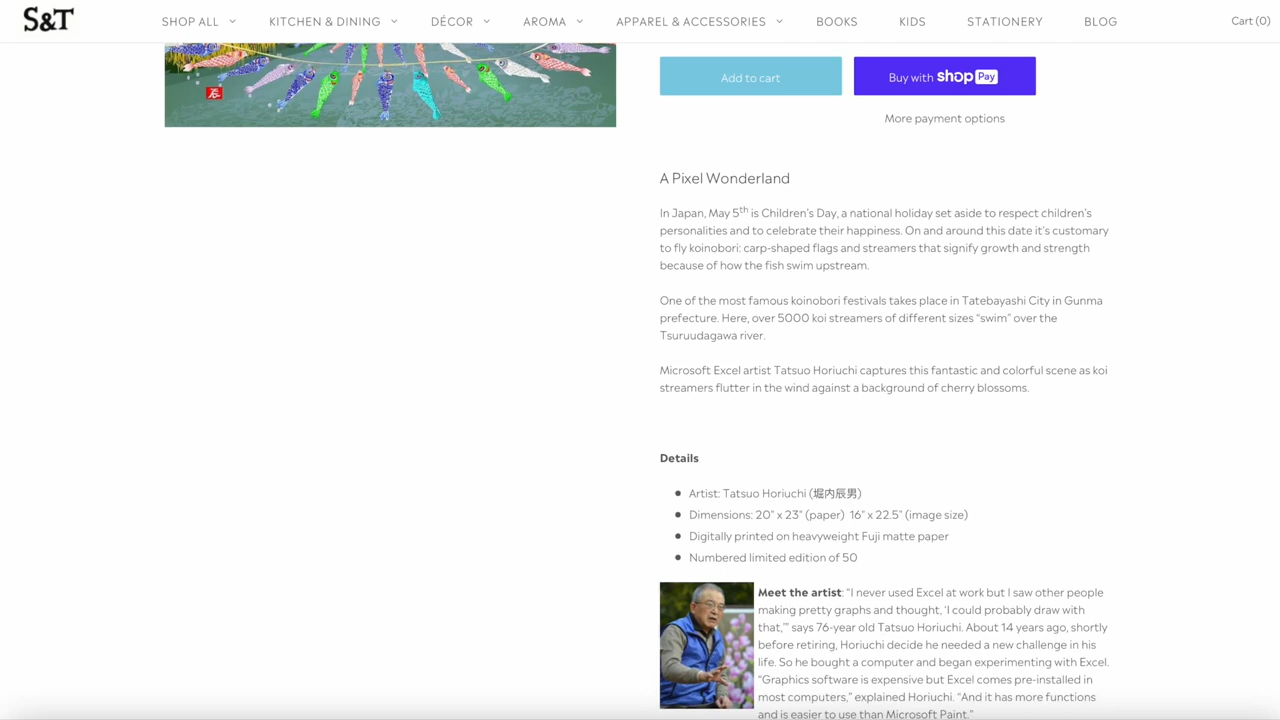 S&T
SHOP ALL
KITCHEN & DINING
DÉCOR
AROMA
APPAREL & ACCESSORIES
BOOKS
KIDS
STATIONERY
BLOG
Cart (0)
Add to cart
Buy with shop Pay
More payment options
A Pixel Wonderland
In Japan, May 5th is Children's Day, a national holiday set aside to respect children's
personalities and to celebrate their happiness. On and around this date it's customary
to fly koinobori: carp-shaped flags and streamers that signify growth and strength
because of how the fish swim upstream.
One of the most famous koinobori festivals takes place in Tatebayashi City in Gunma
prefecture. Here, over 5000 koi streamers of different sizes “swim” over the
Tsuruudagawa river.
Microsoft Excel artist Tatsuo Horiuchi captures this fantastic and colorful scene as koi
streamers flutter in the wind against a background of cherry blossoms.
Details
Artist: Tatsuo Horiuchi (堀内辰男)
Dimensions: 20" x 23" (paper) 16" x 22.5" (image size)
Digitally printed on heavyweight Fuji matte paper
Numbered limited edition of 50
Meet the artist: “I never used Excel at work but I saw other people
making pretty graphs and thought, ‘I could probably draw with
that,’” says 76-year old Tatsuo Horiuchi. About 14 years ago, shortly
before retiring, Horiuchi decide he needed a new challenge in his
life. So he bought a computer and began experimenting with Excel.
“Graphics software is expensive but Excel comes pre-installed in
most computers,” explained Horiuchi. “And it has more functions
and is easier to use than Microsoft Paint.”